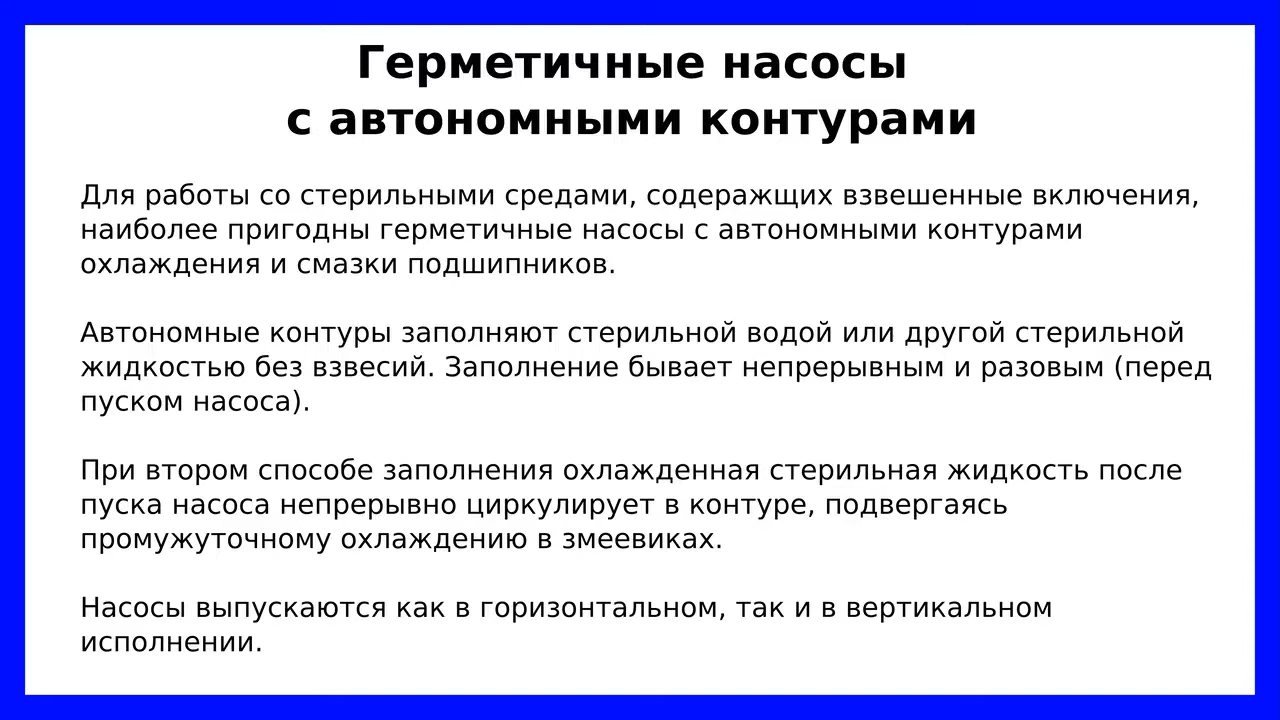 Герметичные насосы
с автономными контурами
Для работы со стерильными средами, содеражщих взвешенные включения,
наиболее пригодны герметичные насосы с автономными контурами
охлаждения и смазки подшипников.
Автономные контуры заполняют стерильной водой или другой стерильной
жидкостью без взвесий. Заполнение бывает непрерывным и разовым (перед
пуском насоса).
При втором способе заполнения охлажденная стерильная жидкость после
пуска насоса непрерывно циркулирует в контуре, подвергаясь
промужуточному охлаждению в змеевиках.
Насосы выпускаются как в горизонтальном, так и в вертикальном
исполнении.